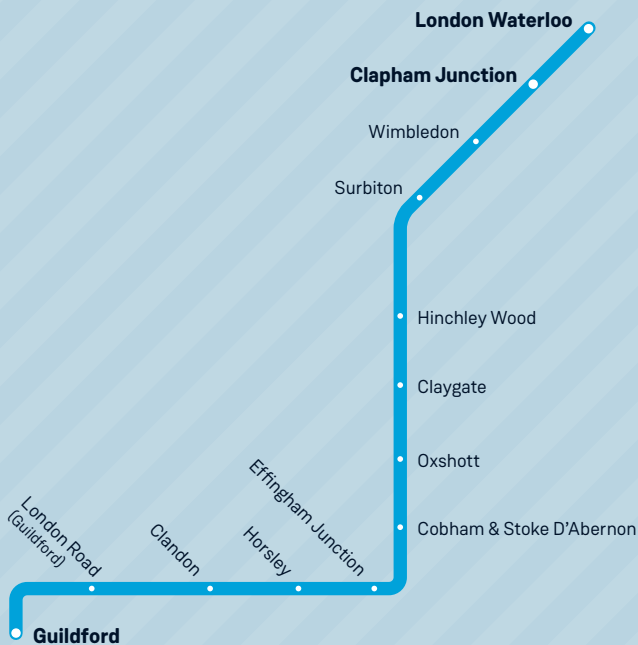 London Waterloo
Clapham Junction
Wimbledon
Surbiton
Hinchley Wood
Claygate
Oxshott
Cobham & Stoke D’Abernon
Effingham Junction
Horsley
Clandon
London Road
(Guildford)
Guildford